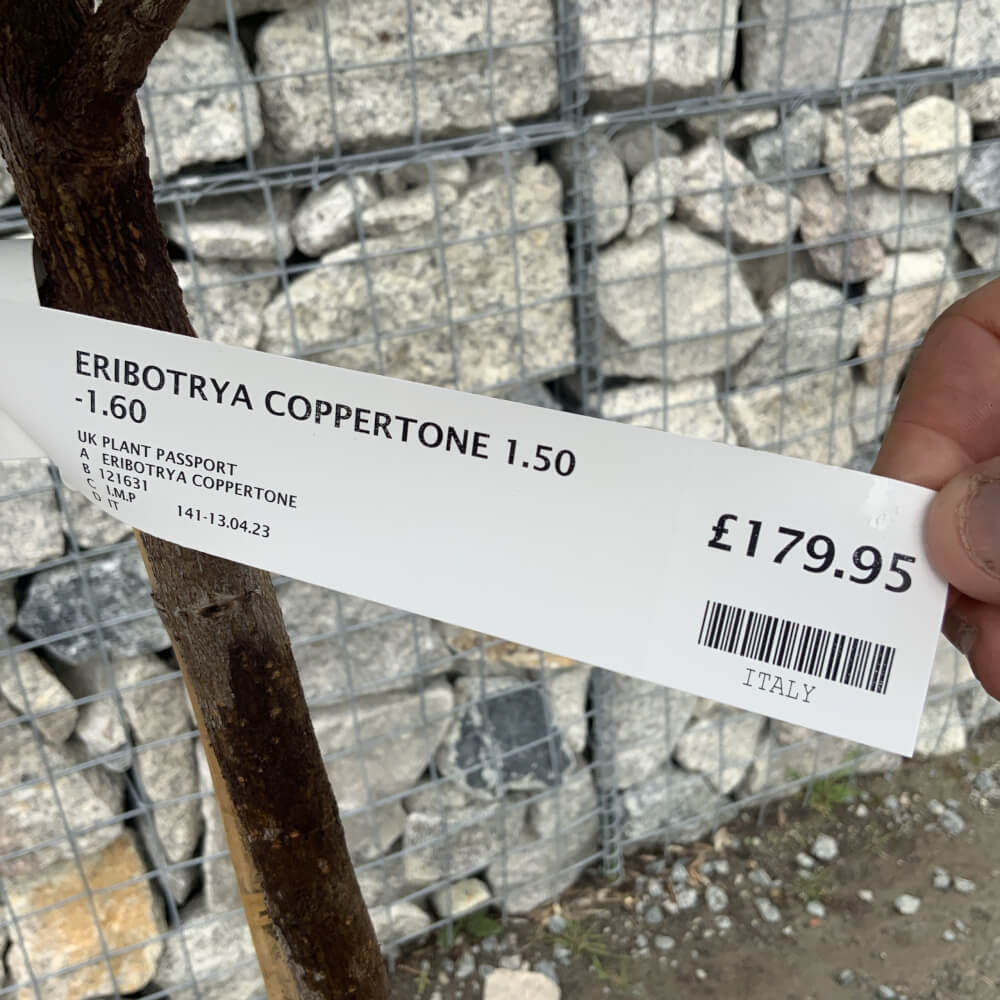 ERIBOTRYA COPPERTONE 1.50
-1.60
UK PLANT PASSPORT
A ERIBOTRYA COPPERTONE
B 121631
C I.M.P
D IT 141-13.04.23
£179.95
ITALY